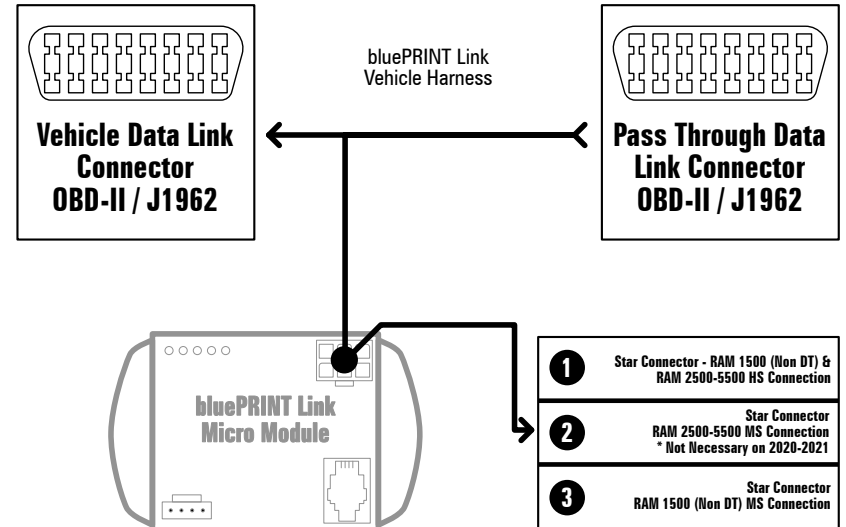 bluePRINT Link
Vehicle Harness
Vehicle Data Link
Connector
OBD-II / J1962
Pass Through Data
Link Connector
OBD-II / J1962
bluePRINT Link
Micro Module
1
Star Connector - RAM 1500 (Non DT) &
RAM 2500-5500 HS Connection
2
Star Connector
RAM 2500-5500 MS Connection
* Not Necessary on 2020-2021
3
Star Connector
RAM 1500 (Non DT) MS Connection